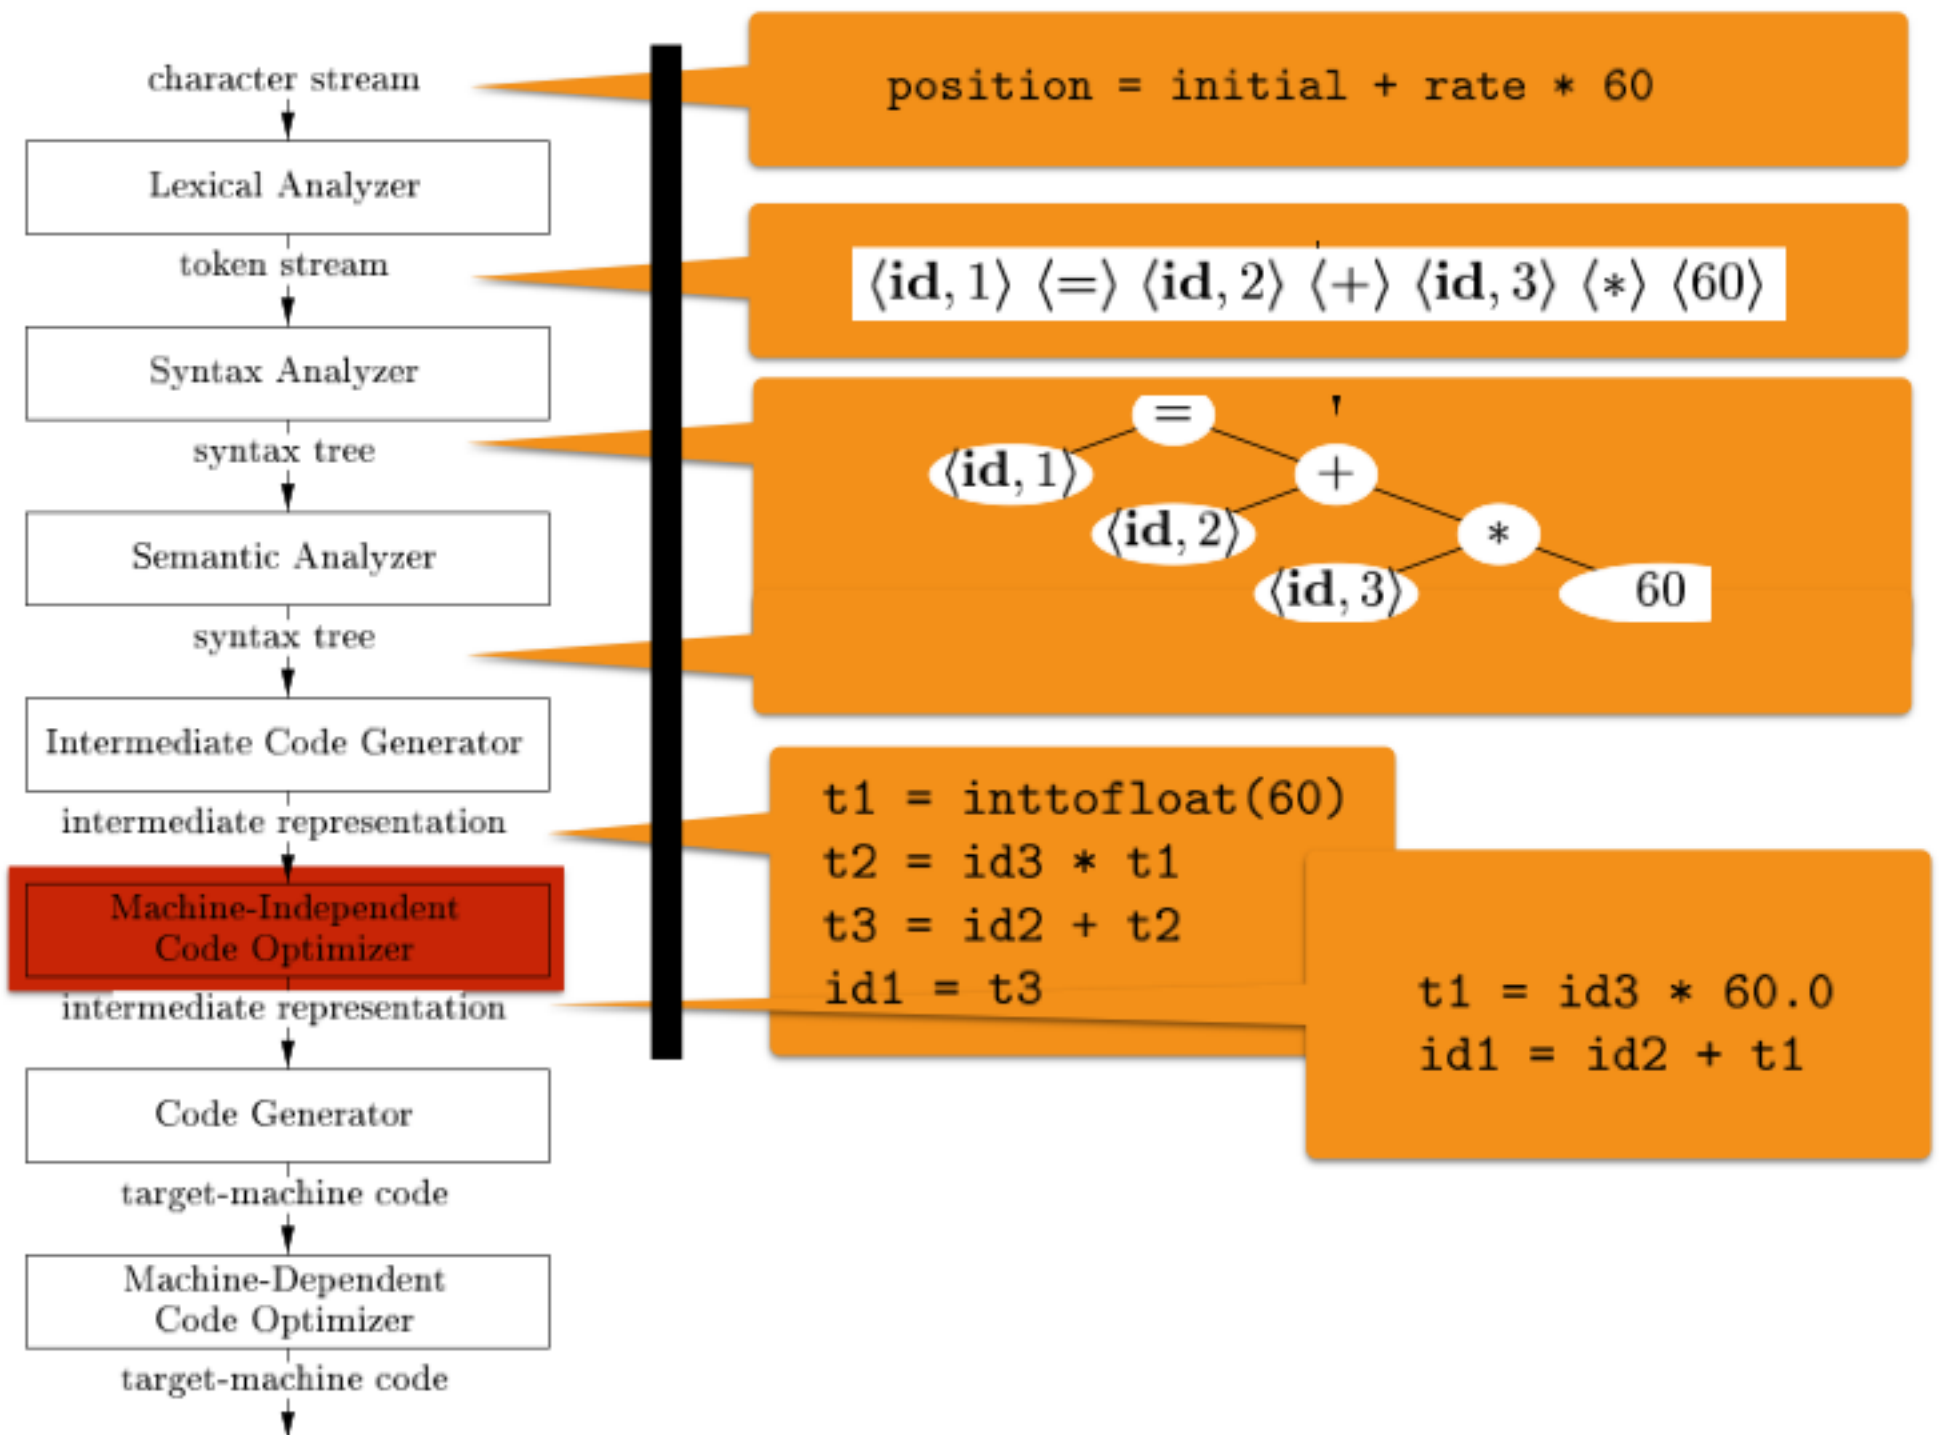 character stream
Lexical Analyzer
token stream
Syntax Analyzer
syntax tree
Semantic Analyzer
syntax tree
Intermediate Code Generator
intermediate representation
Machine-Independent
Code Optimizer
intermediate representation
Code Generator
target-machine code
Machine-Dependent
Code Optimizer
target-machine code
position = initial + rate * 60
⟨id, 1⟩ ⟨=⟩ ⟨id, 2⟩ ⟨+⟩ ⟨id, 3⟩ ⟨*⟩ ⟨60⟩
=
⟨id, 1⟩
+
⟨id, 2⟩
*
⟨id, 3⟩
60
t1 = inttofloat(60)
t2 = id3 * t1
t3 = id2 + t2
id1 = t3
t1 = id3 * 60.0
id1 = id2 + t1